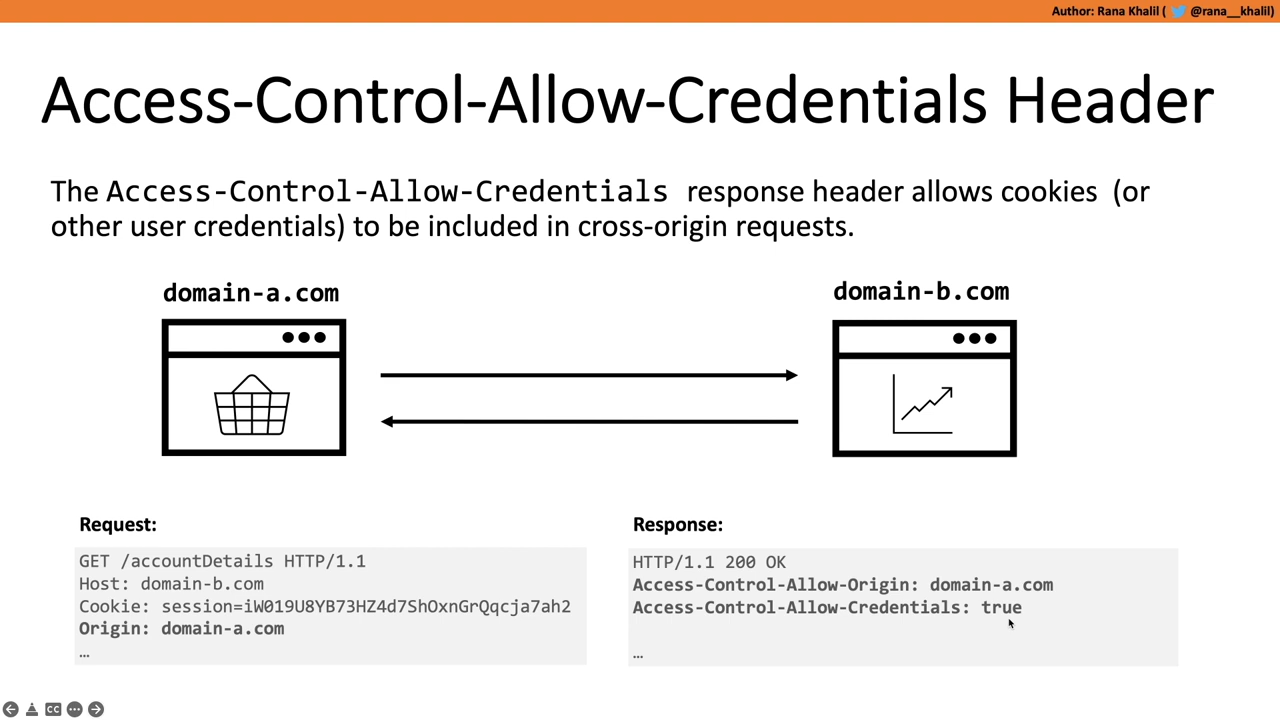 Author: Rana Khalil ( @rana__khalil)
Access-Control-Allow-Credentials Header
The Access-Control-Allow-Credentials response header allows cookies (or
other user credentials) to be included in cross-origin requests.
domain-a.com
domain-b.com
Request:
GET /accountDetails HTTP/1.1
Host: domain-b.com
Cookie: session=iW019U8YB73HZ4d7ShOxnGrQqcja7ah2
Origin: domain-a.com
…
Response:
HTTP/1.1 200 OK
Access-Control-Allow-Origin: domain-a.com
Access-Control-Allow-Credentials: true
…
CC